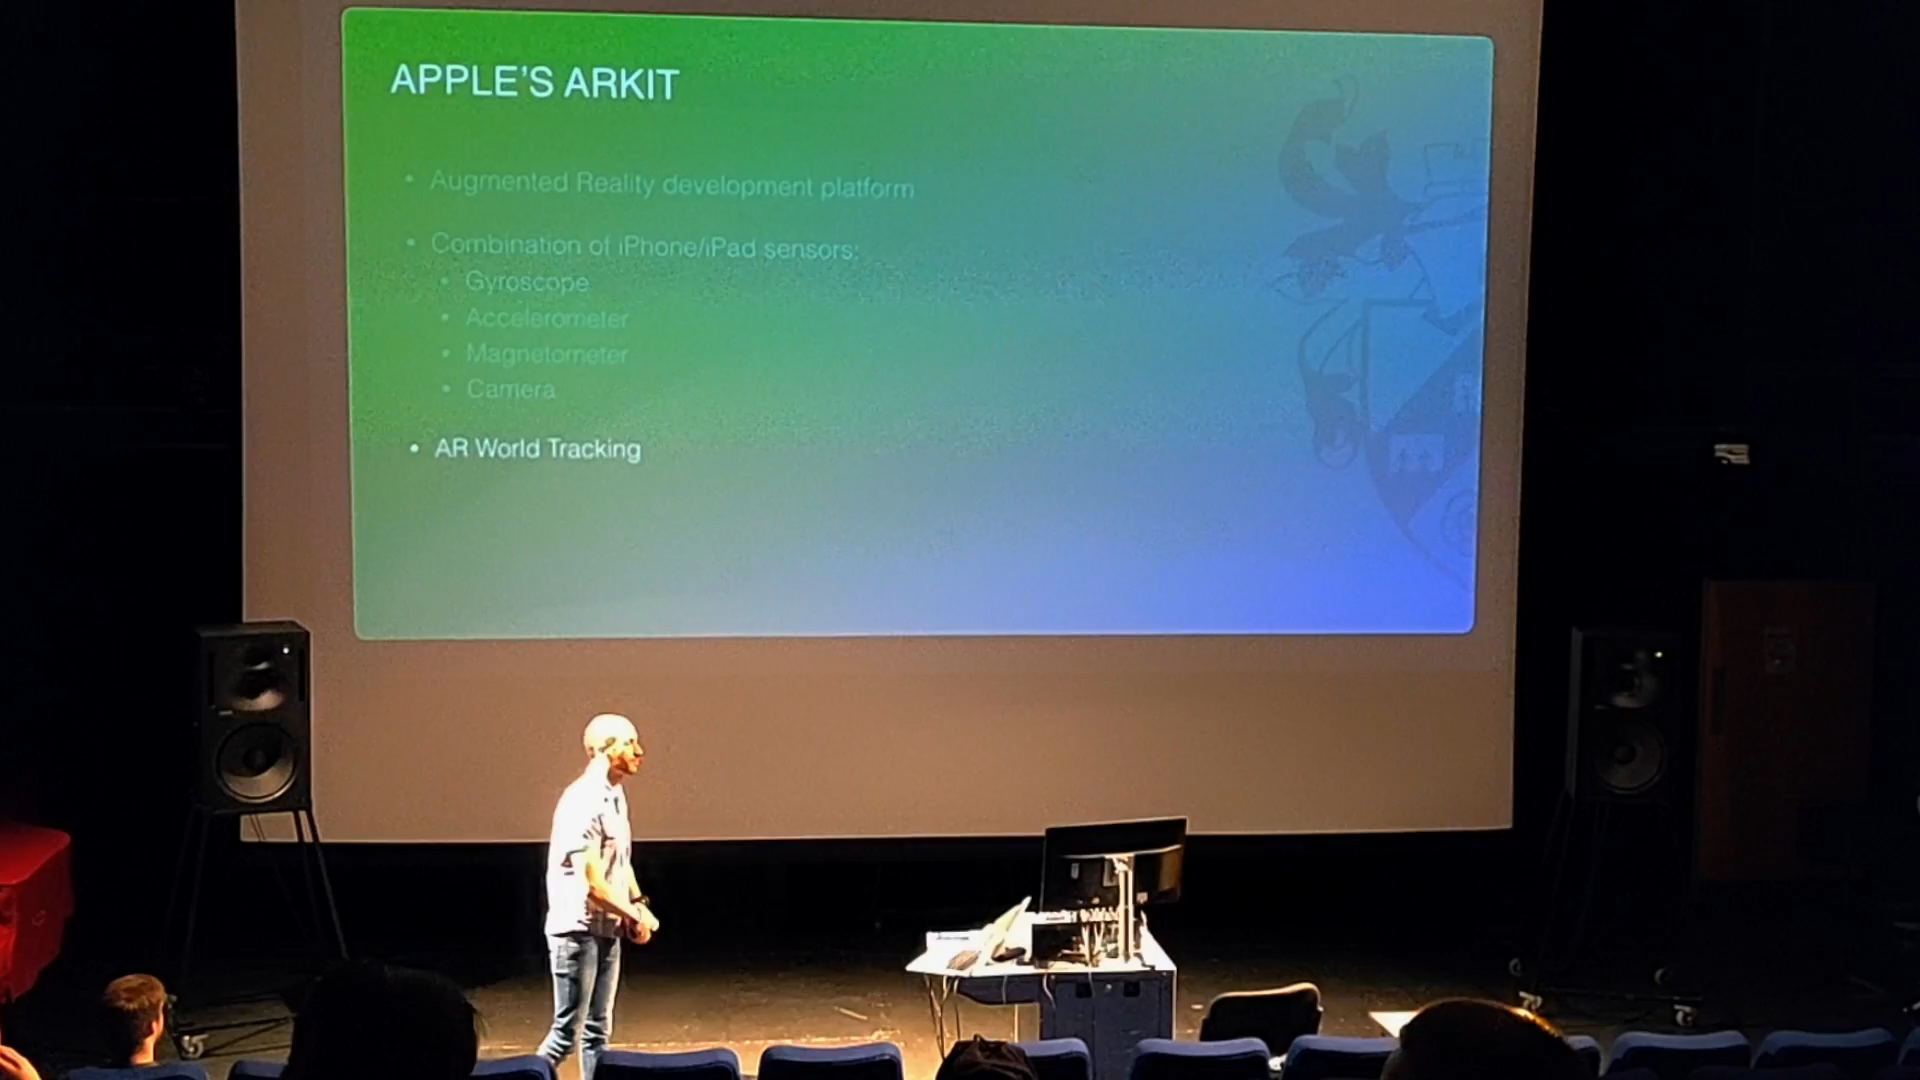 APPLE'S ARKIT
• Augmented Reality development platform
• Combination of iPhone/iPad sensors:
• Gyroscope
• Accelerometer
• Magnetometer
• Camera
• AR World Tracking